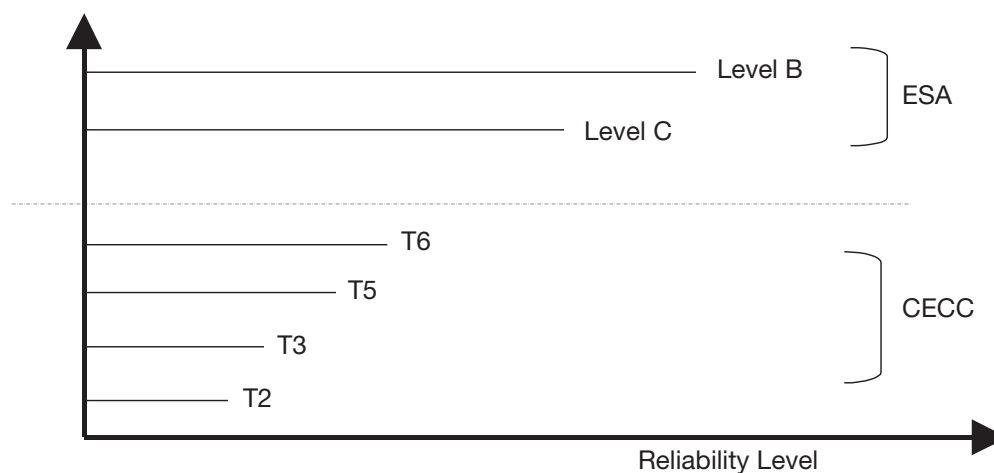 Level B
ESA
Level C
T6
T5
CECC
T3
T2
Reliability Level